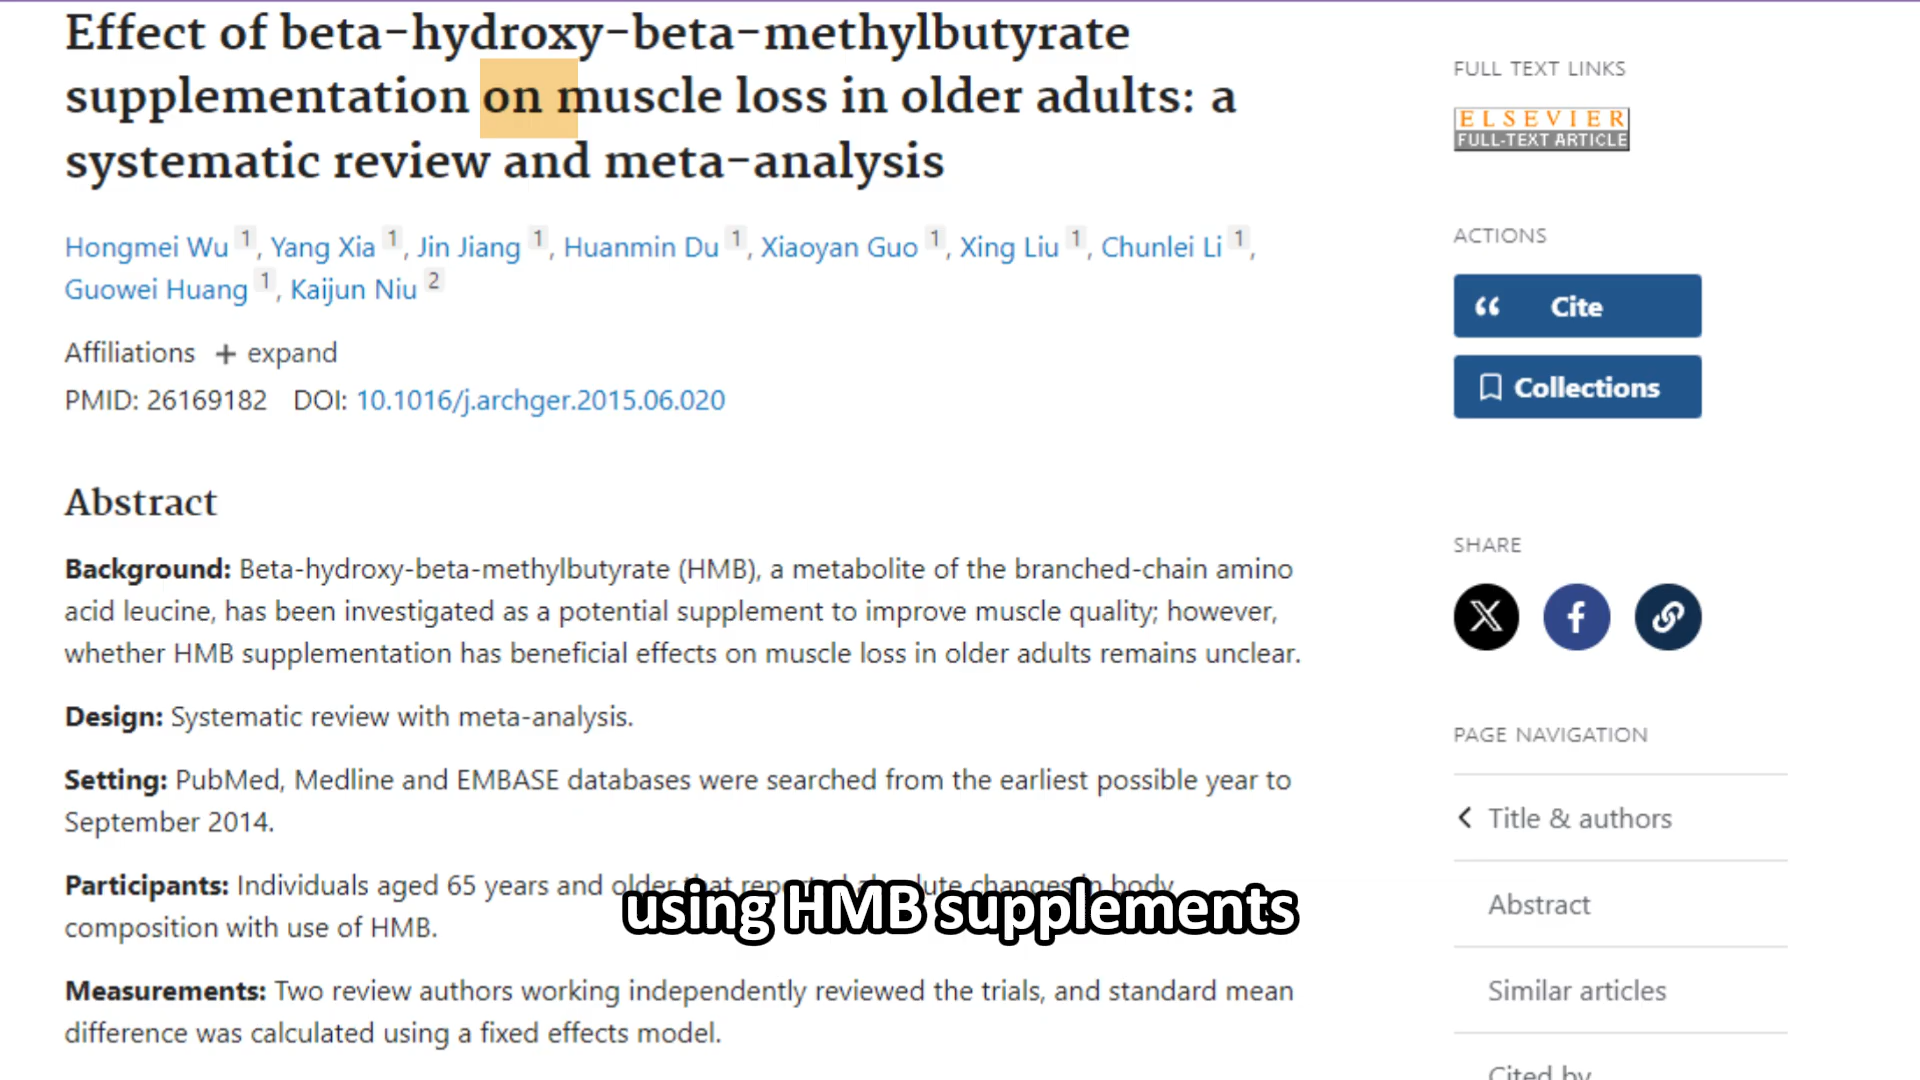 Effect of beta-hydroxy-beta-methylbutyrate
supplementation on muscle loss in older adults: a
systematic review and meta-analysis
Hongmei Wu 1, Yang Xia 1, Jin Jiang 1, Huanmin Du 1, Xiaoyan Guo 1, Xing Liu 1, Chunlei Li 1,
Guowei Huang 1, Kaijun Niu 2
Affiliations + expand
PMID: 26169182 DOI: 10.1016/j.archger.2015.06.020
Abstract
Background: Beta-hydroxy-beta-methylbutyrate (HMB), a metabolite of the branched-chain amino
acid leucine, has been investigated as a potential supplement to improve muscle quality; however,
whether HMB supplementation has beneficial effects on muscle loss in older adults remains unclear.
Design: Systematic review with meta-analysis.
Setting: PubMed, Medline and EMBASE databases were searched from the earliest possible year to
September 2014.
Participants: Individuals aged 65 years and older that reported absolute changes in body
composition with use of HMB.
using HMB supplements
Measurements: Two review authors working independently reviewed the trials, and standard mean
difference was calculated using a fixed effects model.
FULL TEXT LINKS
ELSEVIER
FULL-TEXT ARTICLE
ACTIONS
Cite
Collections
SHARE
PAGE NAVIGATION
Title & authors
Abstract
Similar articles
Cited by